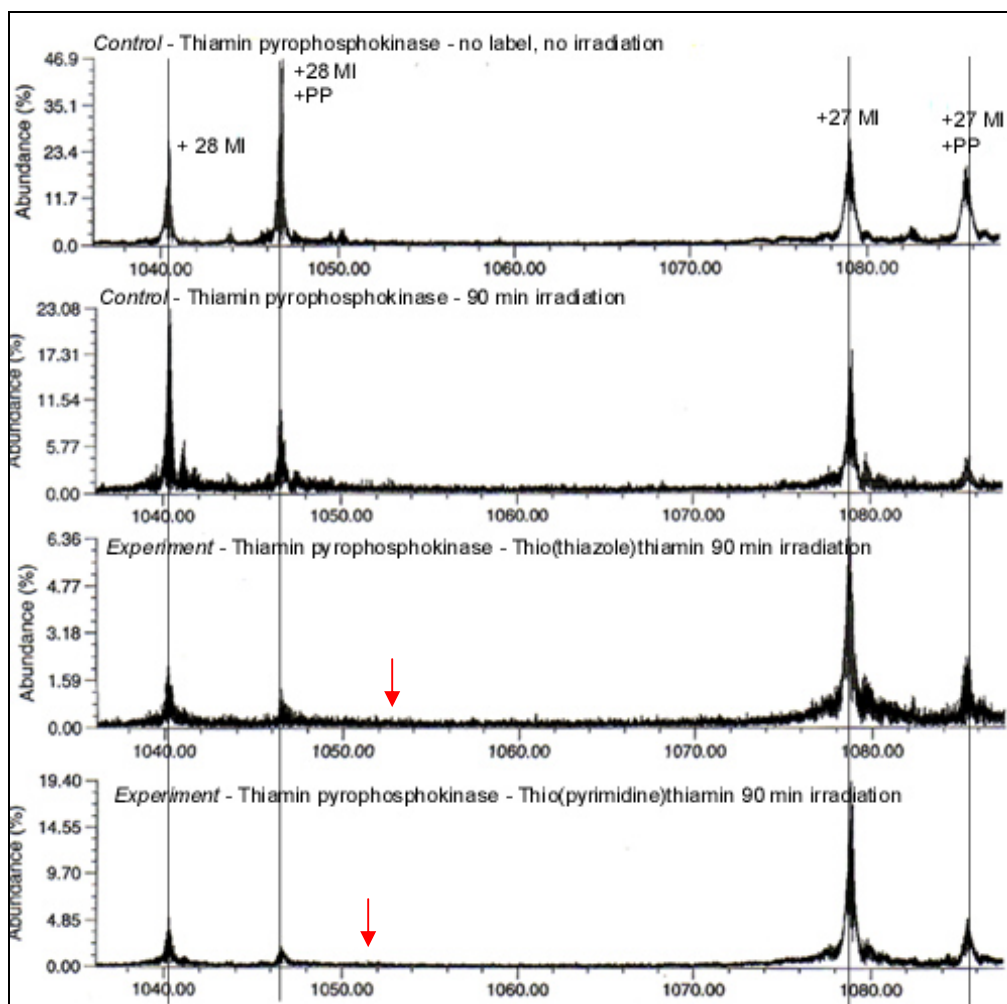 Control - Thiamin pyrophosphokinase - no label, no irradiation
46.9
35.1
23.4
11.7
0.0
Abundance (%)
+ 28 MI
+28 MI
+PP
+27 MI
+27 MI
+PP
1040.00 1050.00 1060.00 1070.00 1080.00
Control - Thiamin pyrophosphokinase - 90 min irradiation
23.08
17.31
11.54
5.77
0.00
Abundance (%)
1040.00 1050.00 1060.00 1070.00 1080.00
Experiment - Thiamin pyrophosphokinase - Thio(thiazole)thiamin 90 min irradiation
6.36
4.77
3.18
1.59
0.00
Abundance (%)
1040.00 1050.00 1060.00 1070.00 1080.00
Experiment - Thiamin pyrophosphokinase - Thio(pyrimidine)thiamin 90 min irradiation
19.40
14.55
9.70
4.85
0.00
Abundance (%)
1040.00 1050.00 1060.00 1070.00 1080.00